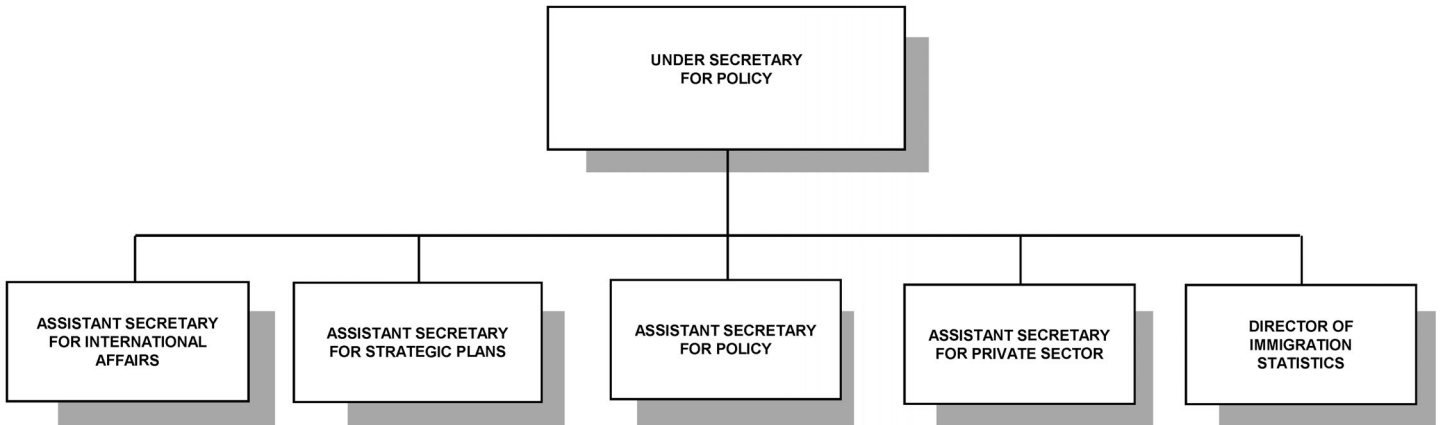 UNDER SECRETARY
FOR POLICY
ASSISTANT SECRETARY
FOR INTERNATIONAL
AFFAIRS
ASSISTANT SECRETARY
FOR STRATEGIC PLANS
ASSISTANT SECRETARY
FOR POLICY
ASSISTANT SECRETARY
FOR PRIVATE SECTOR
DIRECTOR OF
IMMIGRATION
STATISTICS